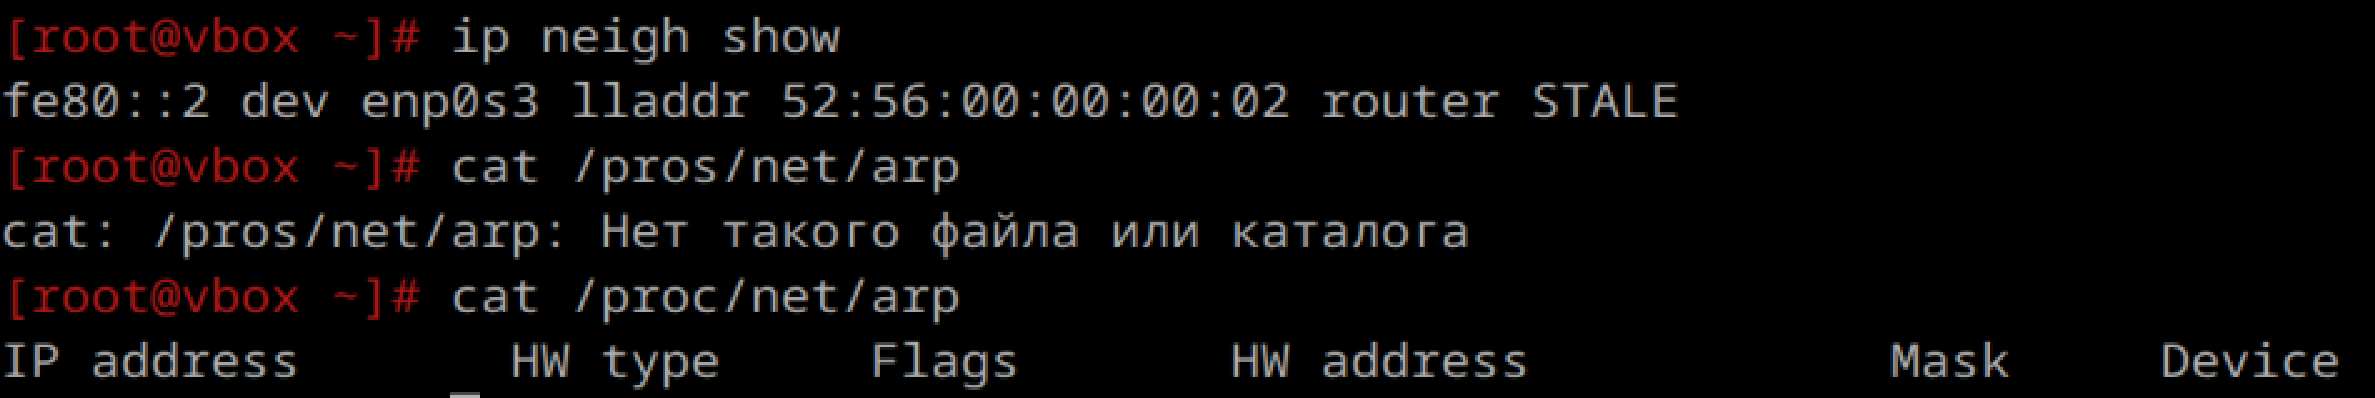 [root@vbox ~]# ip neigh show
fe80::2 dev enp0s3 lladdr 52:56:00:00:00:02 router STALE
[root@vbox ~]# cat /pros/net/arp
cat: /pros/net/arp: Нет такого файла или каталога
[root@vbox ~]# cat /proc/net/arp
IP address       HW type     Flags       HW address            Mask     Device